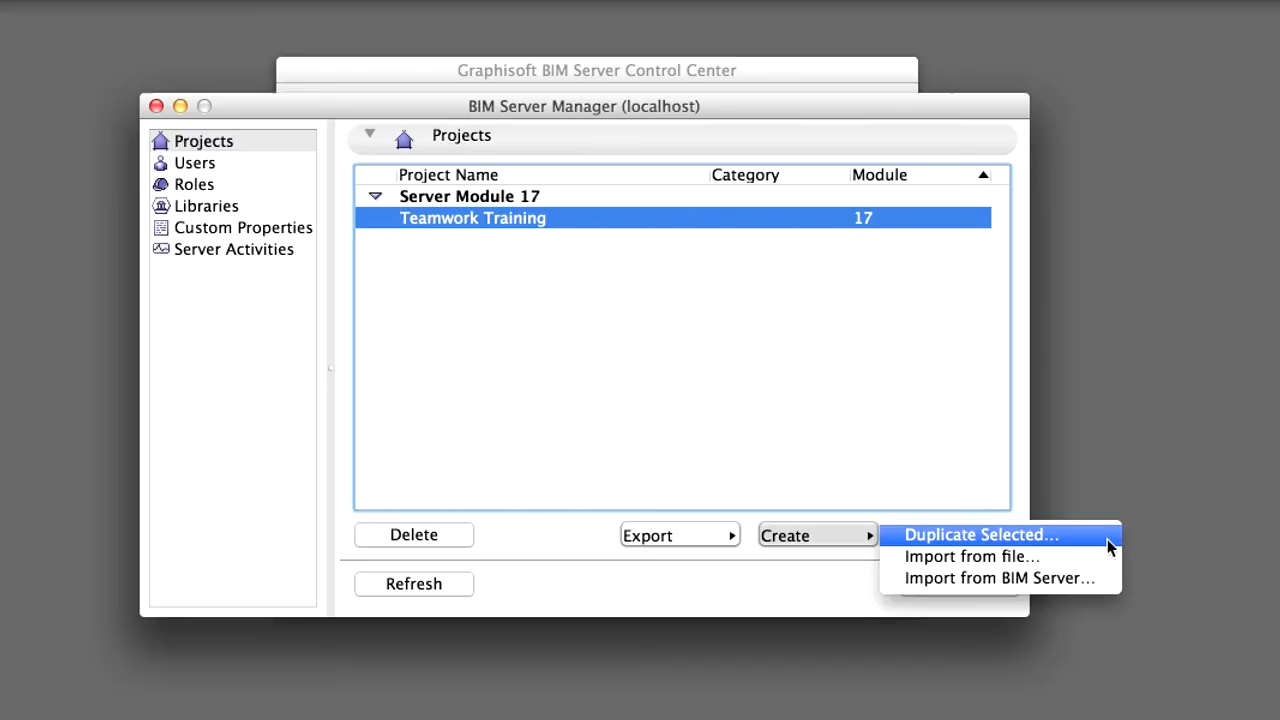 Graphisoft BIM Server Control Center
BIM Server Manager (localhost)
Projects
Users
Roles
Libraries
Custom Properties
Server Activities
Projects
Project Name Category Module
Server Module 17
Teamwork Training 17
Delete Export Create
Duplicate Selected...
Import from file...
Import from BIM Server...
Refresh